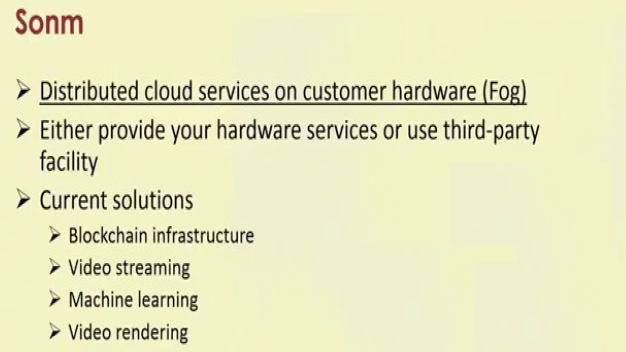 Sonm
➢ Distributed cloud services on customer hardware (Fog)
➢ Either provide your hardware services or use third-party
facility
➢ Current solutions
➢ Blockchain infrastructure
➢ Video streaming
➢ Machine learning
➢ Video rendering